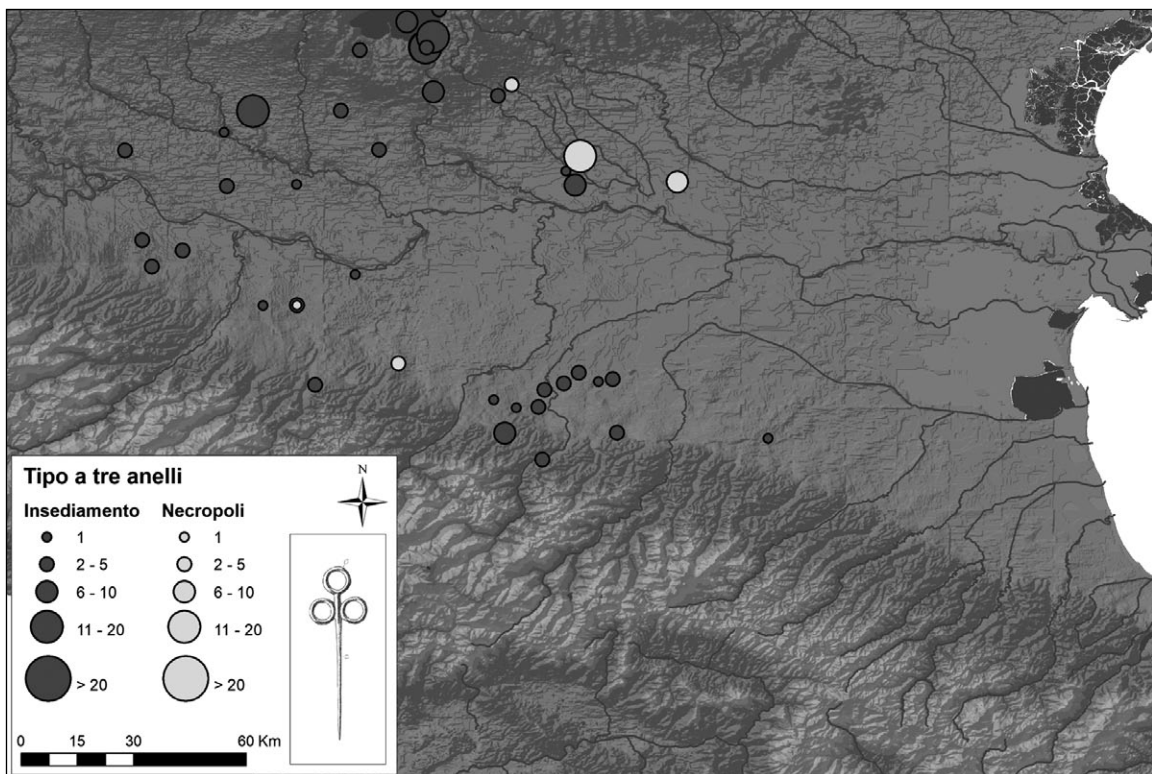 Tipo a tre anelli
N
Insediamento Necropoli
1 1
2 - 5 2 - 5
6 - 10 6 - 10
11 - 20 11 - 20
> 20 > 20
0 15 30 60 Km